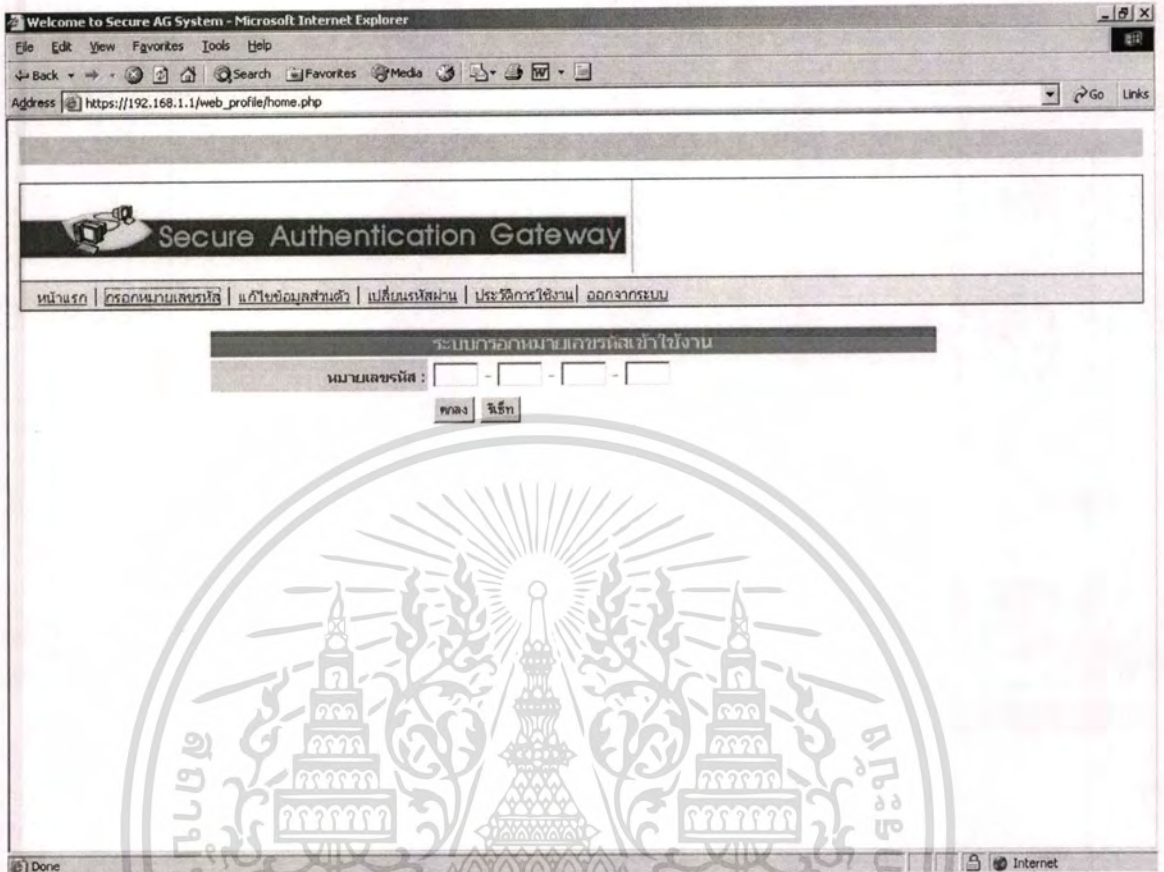 Welcome to Secure AG System - Microsoft Internet Explorer
File Edit View Favorites Tools Help
Back Search Favorites Media
Address https://192.168.1.1/web_profile/home.php Go Links
Secure Authentication Gateway
หน้าแรก | กรอกหมายเลขรหัส | แก้ไขข้อมูลส่วนตัว | เปลี่ยนรหัสผ่าน | ประวัติการใช้งาน | ออกจากระบบ
ระบบกรอกหมายเลขรหัสเข้าใช้งาน
หมายเลขรหัส : - - -
ตกลง รีเซ็ท
Done Internet